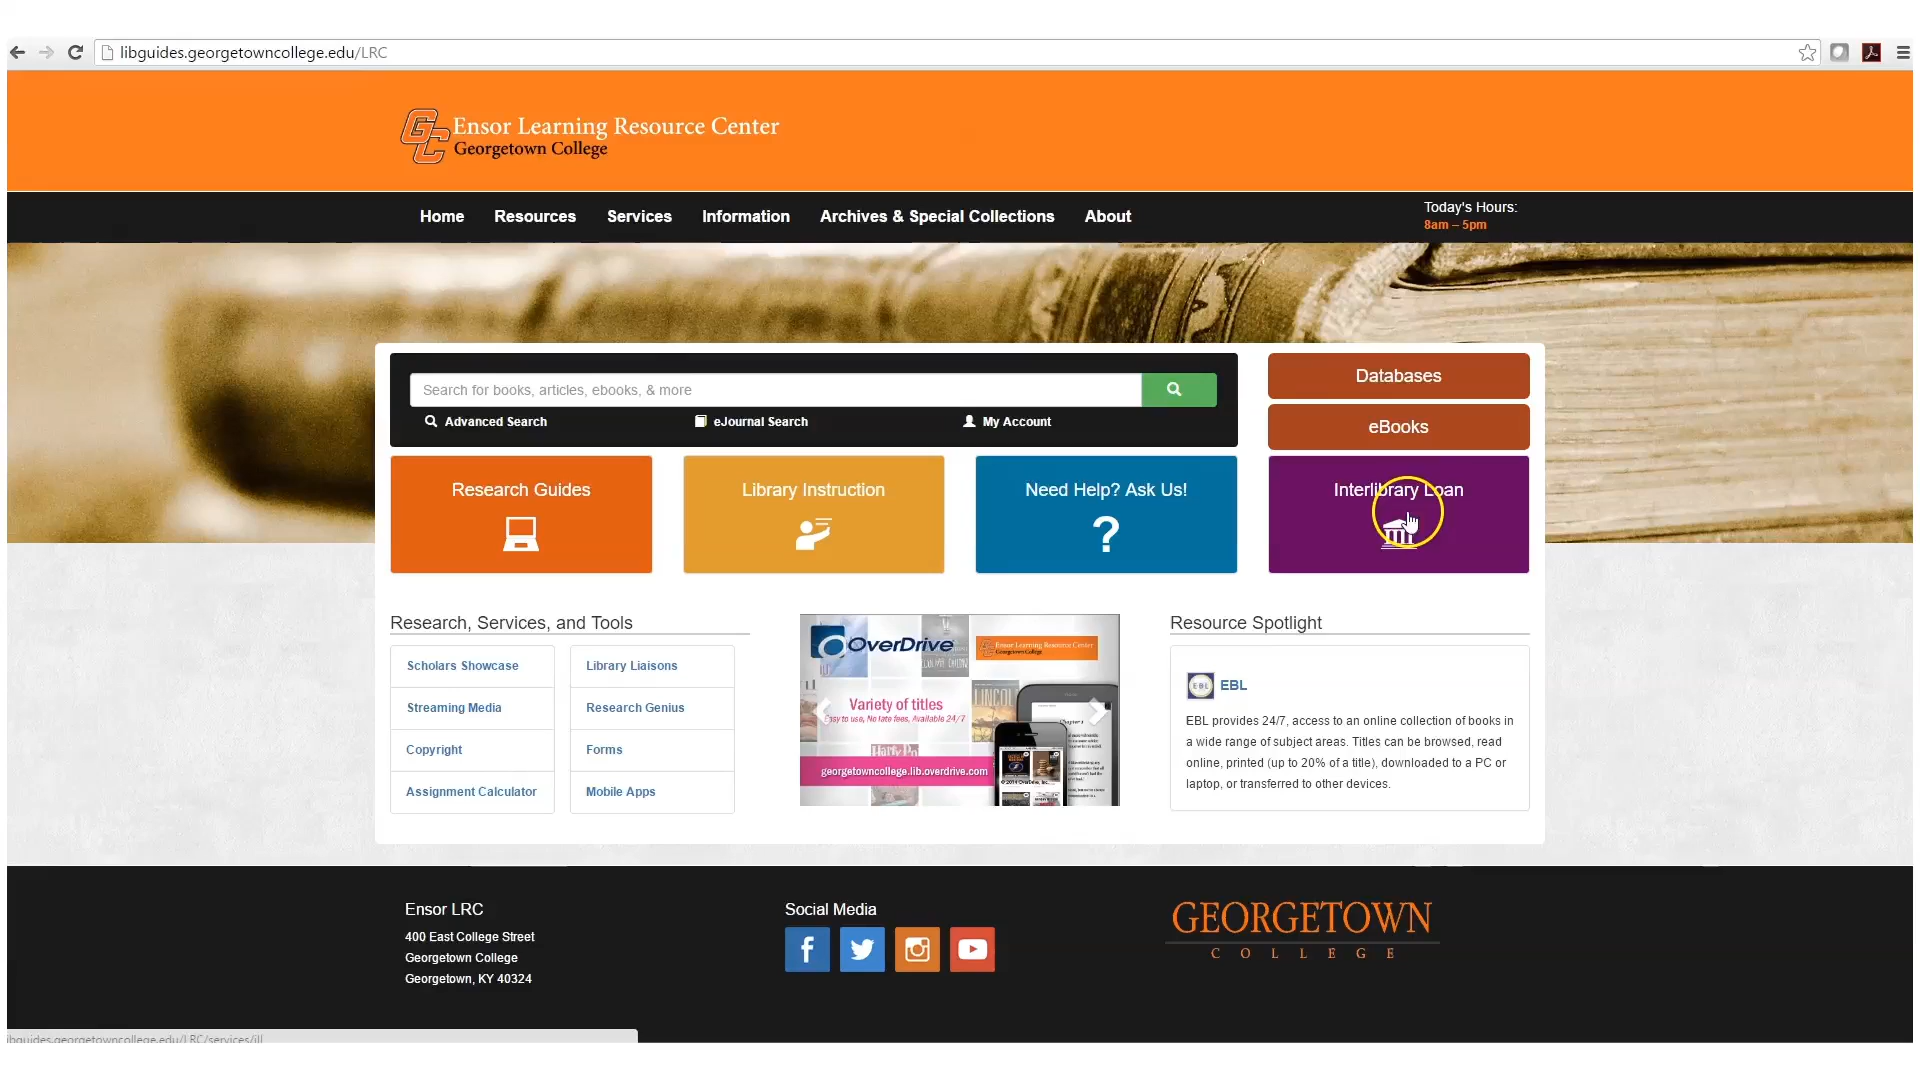 libguides.georgetowncollege.edu/LRC
GC Ensor Learning Resource Center
Georgetown College
Home Resources Services Information Archives & Special Collections About
Today's Hours:
8am – 5pm
Search for books, articles, ebooks, & more
Advanced Search eJournal Search My Account
Databases
eBooks
Research Guides
Library Instruction
Need Help? Ask Us!
?
Interlibrary Loan
Research, Services, and Tools
Scholars Showcase
Library Liaisons
Streaming Media
Research Genius
Copyright
Forms
Assignment Calculator
Mobile Apps
OverDrive
Ensor Learning Resource Center
Georgetown College
LINCOLN
Variety of titles
Easy to use, No late fees, Available 24/7
Harry Po
georgetowncollege.lib.overdrive.com
Chapter 1
Resource Spotlight
EBL
EBL
EBL provides 24/7, access to an online collection of books in
a wide range of subject areas. Titles can be browsed, read
online, printed (up to 20% of a title), downloaded to a PC or
laptop, or transferred to other devices.
Ensor LRC
400 East College Street
Georgetown College
Georgetown, KY 40324
Social Media
GEORGETOWN
COLLEGE
libguides.georgetowncollege.edu/LRC/services/ill